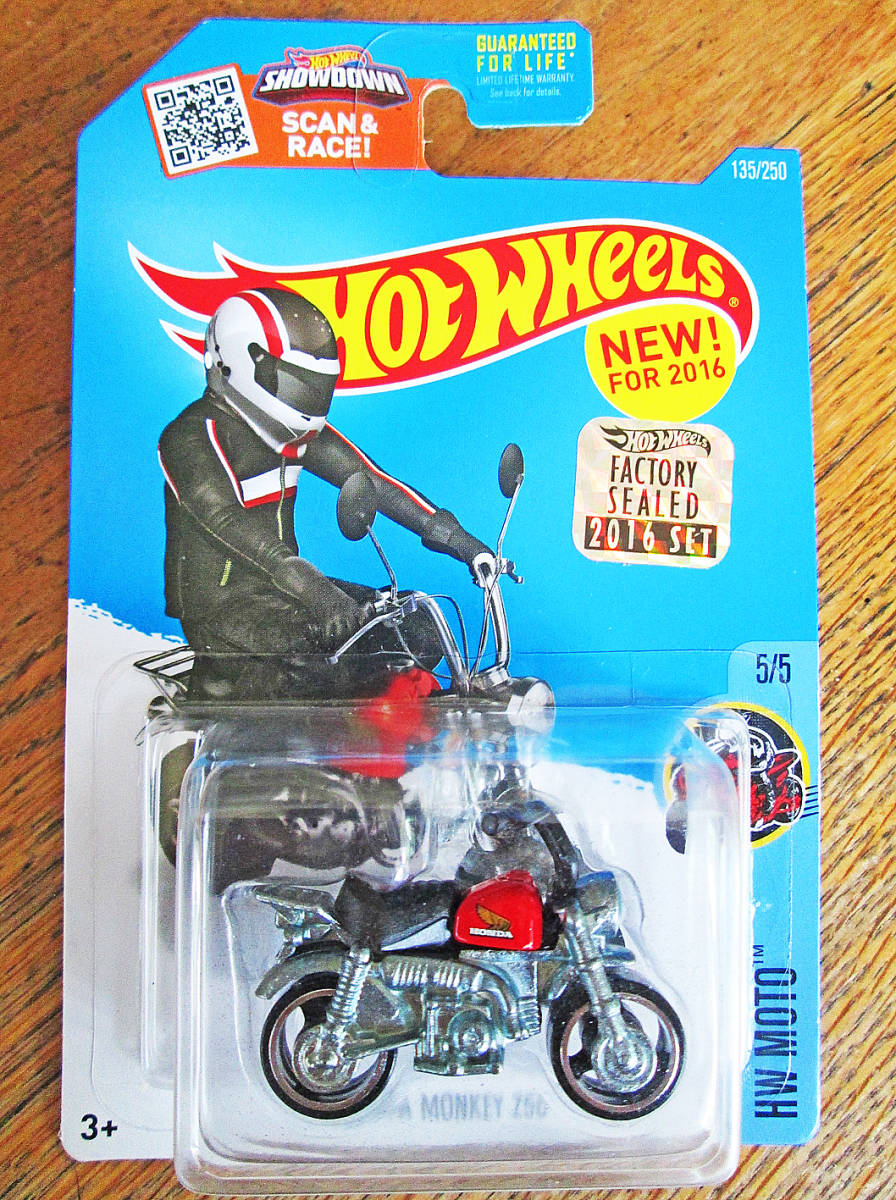 HOT WHEELS
SHOWDOWN
SCAN &
RACE!
GUARANTEED
FOR LIFE*
LIMITED LIFETIME WARRANTY.
See back for details.
135/250
HOT WHEELS®
NEW!
FOR 2016
HOT WHEELS
FACTORY
SEALED
2016 SET
5/5
HONDA
HW MOTO™
A MONKEY Z50
3+